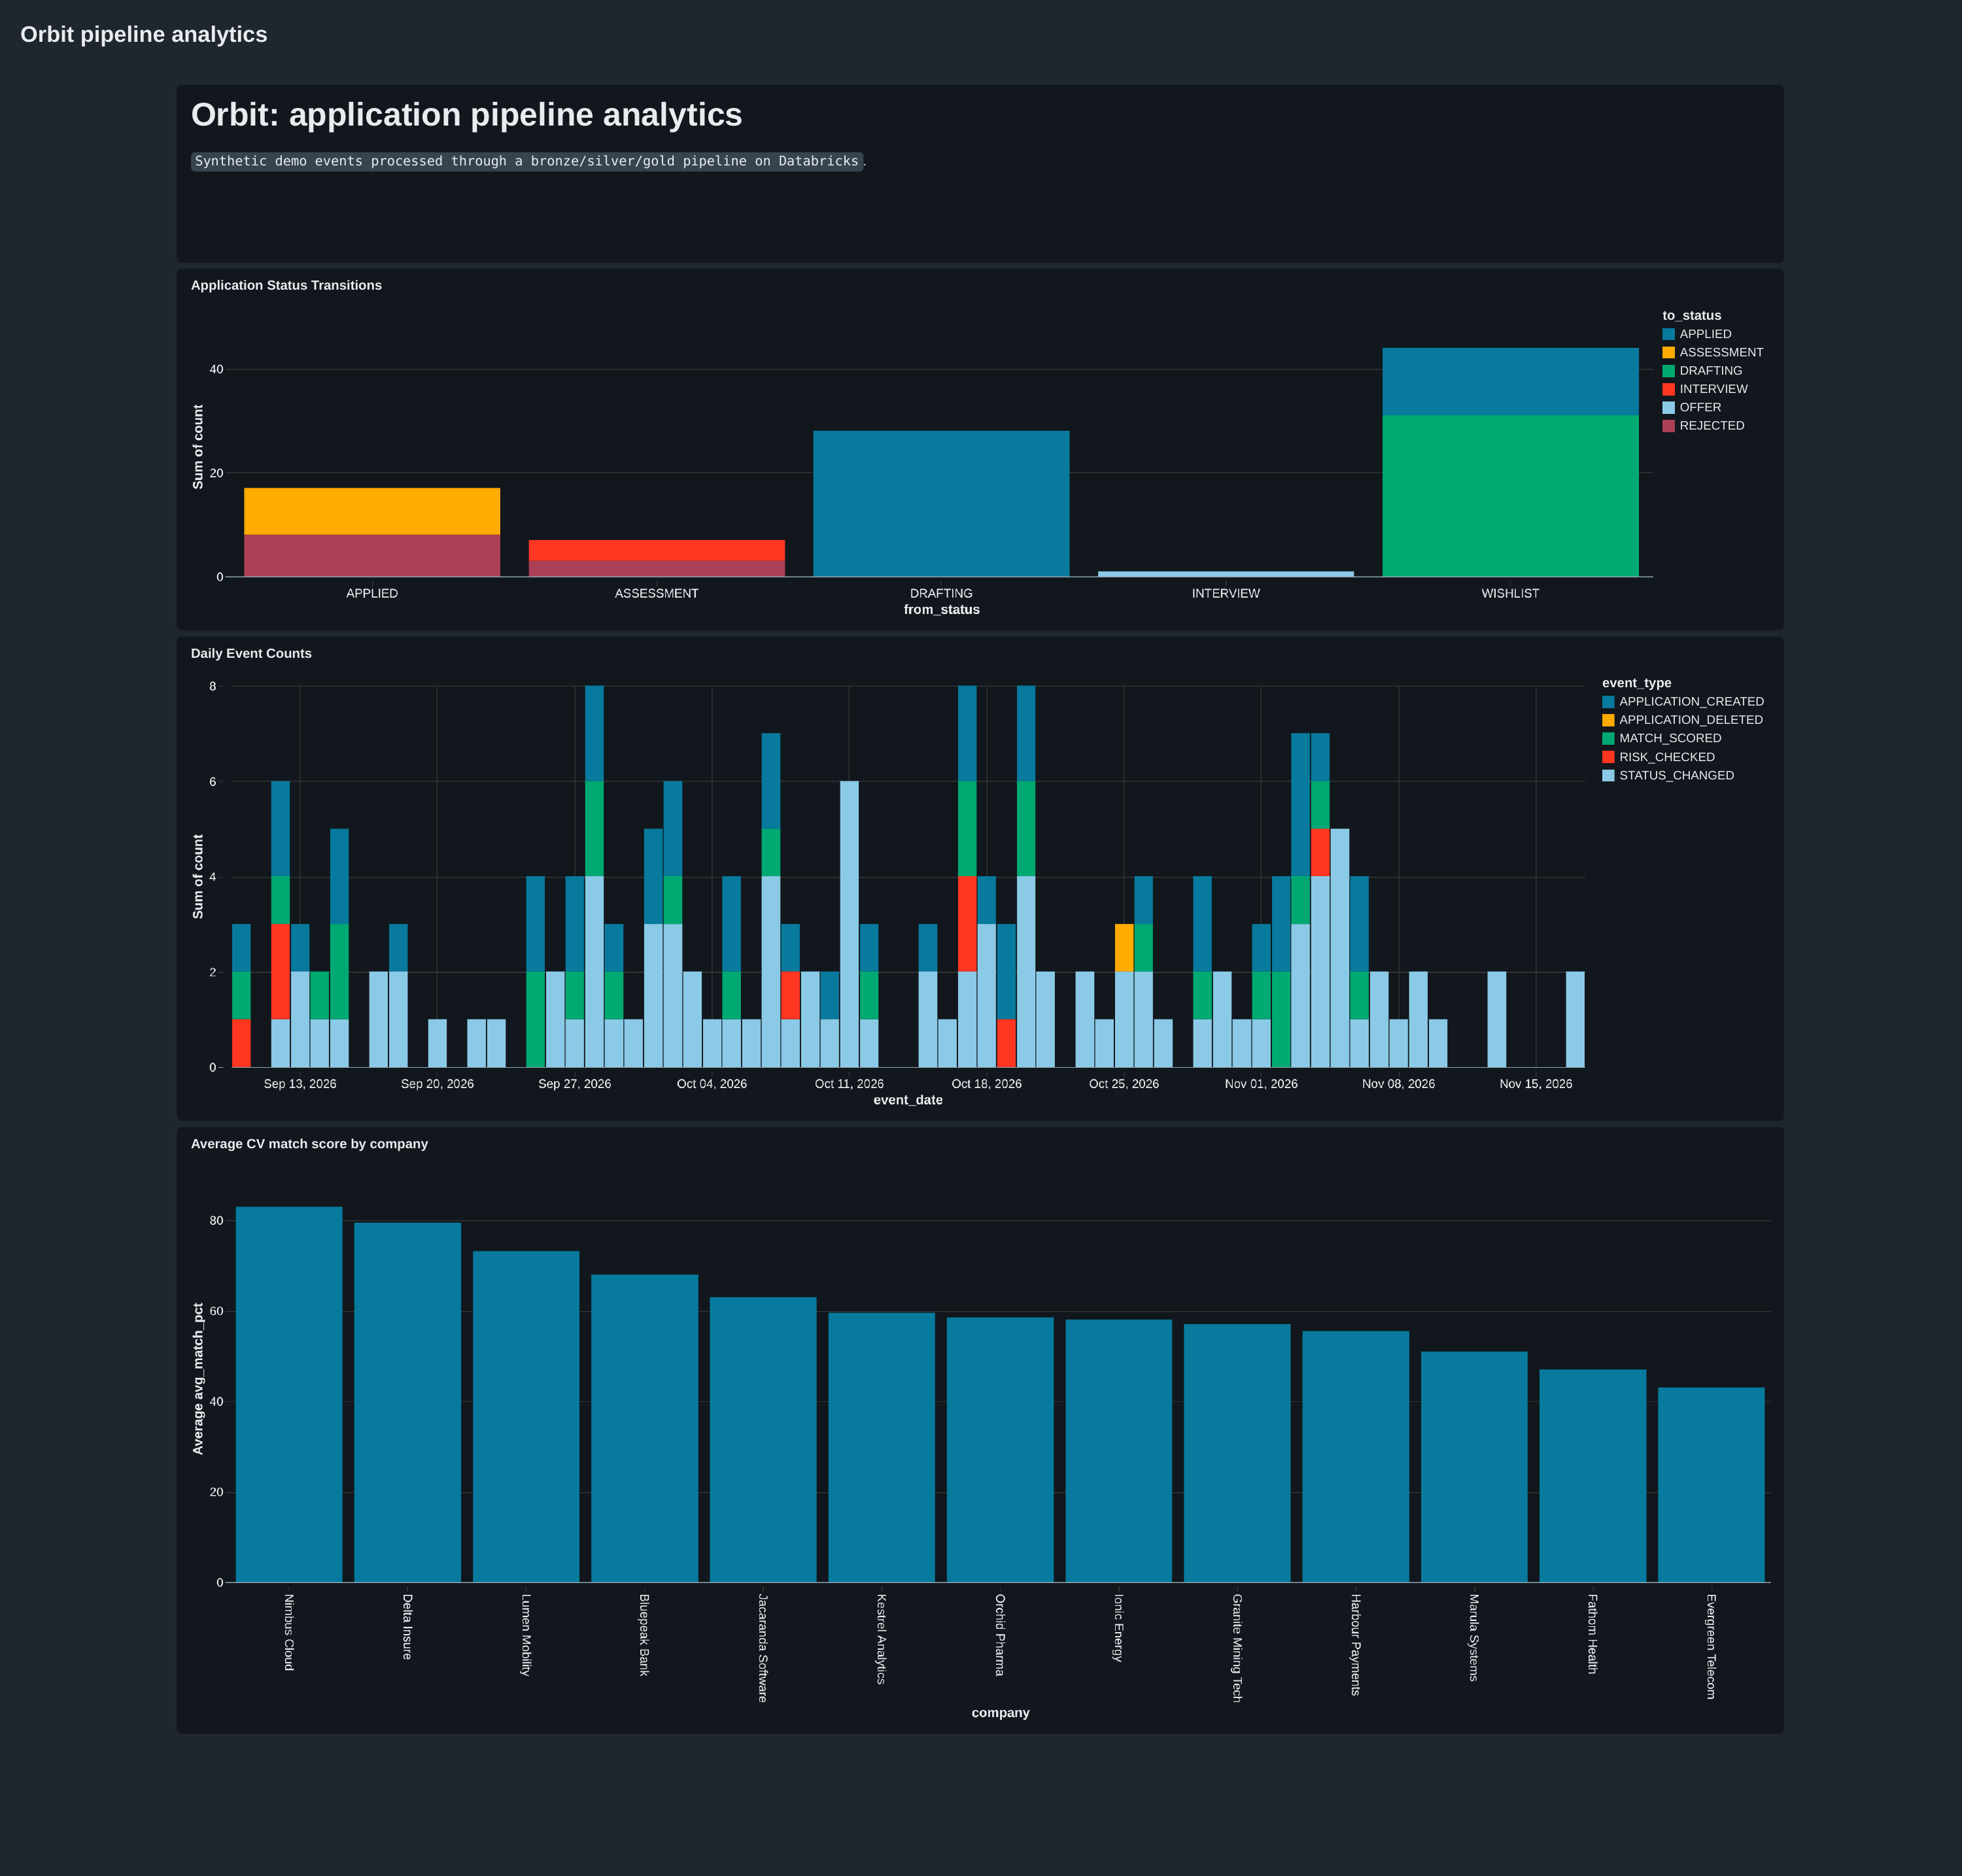 Orbit pipeline analytics
Orbit: application pipeline analytics
Synthetic demo events processed through a bronze/silver/gold pipeline on Databricks.
Application Status Transitions
to_status
APPLIED
ASSESSMENT
DRAFTING
INTERVIEW
OFFER
REJECTED
Sum of count
40
20
0
APPLIED ASSESSMENT DRAFTING INTERVIEW WISHLIST
from_status
Daily Event Counts
event_type
APPLICATION_CREATED
APPLICATION_DELETED
MATCH_SCORED
RISK_CHECKED
STATUS_CHANGED
Sum of count
8
6
4
2
0
Sep 13, 2026 Sep 20, 2026 Sep 27, 2026 Oct 04, 2026 Oct 11, 2026 Oct 18, 2026 Oct 25, 2026 Nov 01, 2026 Nov 08, 2026 Nov 15, 2026
event_date
Average CV match score by company
Average avg_match_pct
80
60
40
20
0
Nimbus Cloud
Delta Insure
Lumen Mobility
Bluepeak Bank
Jacaranda Software
Kestrel Analytics
Orchid Pharma
Ionic Energy
Granite Mining Tech
Harbour Payments
Marula Systems
Fathom Health
Evergreen Telecom
company